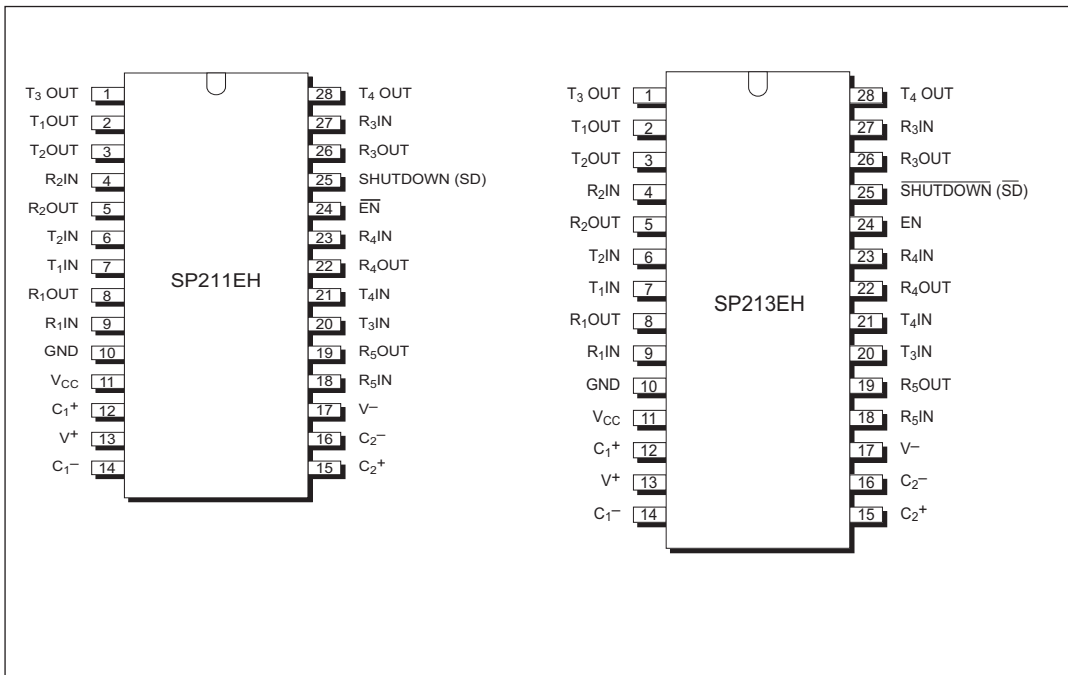 T₃ OUT 1 28 T₄ OUT
T₁OUT 2 27 R₃IN
T₂OUT 3 26 R₃OUT
R₂IN 4 25 SHUTDOWN (SD)
R₂OUT 5 24 E̅N̅
T₂IN 6 23 R₄IN
T₁IN 7 22 R₄OUT
SP211EH
R₁OUT 8 21 T₄IN
R₁IN 9 20 T₃IN
GND 10 19 R₅OUT
V_CC 11 18 R₅IN
C₁⁺ 12 17 V⁻
V⁺ 13 16 C₂⁻
C₁⁻ 14 15 C₂⁺
T₃ OUT 1 28 T₄ OUT
T₁OUT 2 27 R₃IN
T₂OUT 3 26 R₃OUT
R₂IN 4 25 S̅H̅U̅T̅D̅O̅W̅N̅ (S̅D̅)
R₂OUT 5 24 EN
T₂IN 6 23 R₄IN
T₁IN 7 22 R₄OUT
SP213EH
R₁OUT 8 21 T₄IN
R₁IN 9 20 T₃IN
GND 10 19 R₅OUT
V_CC 11 18 R₅IN
C₁⁺ 12 17 V⁻
V⁺ 13 16 C₂⁻
C₁⁻ 14 15 C₂⁺